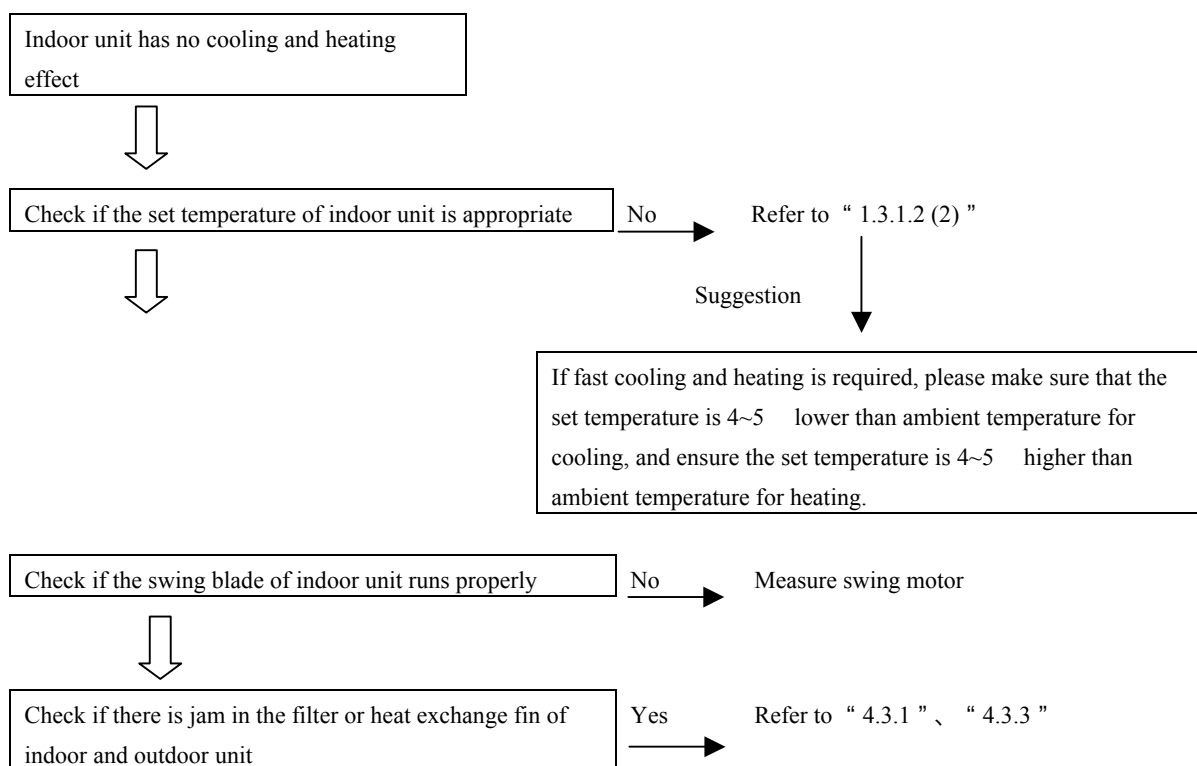 Indoor unit has no cooling and heating
effect
Check if the set temperature of indoor unit is appropriate
No
Refer to “ 1.3.1.2 (2) ”
Suggestion
If fast cooling and heating is required, please make sure that the
set temperature is 4~5 lower than ambient temperature for
cooling, and ensure the set temperature is 4~5 higher than
ambient temperature for heating.
Check if the swing blade of indoor unit runs properly
No
Measure swing motor
Check if there is jam in the filter or heat exchange fin of
indoor and outdoor unit
Yes
Refer to “ 4.3.1 ”、“ 4.3.3 ”